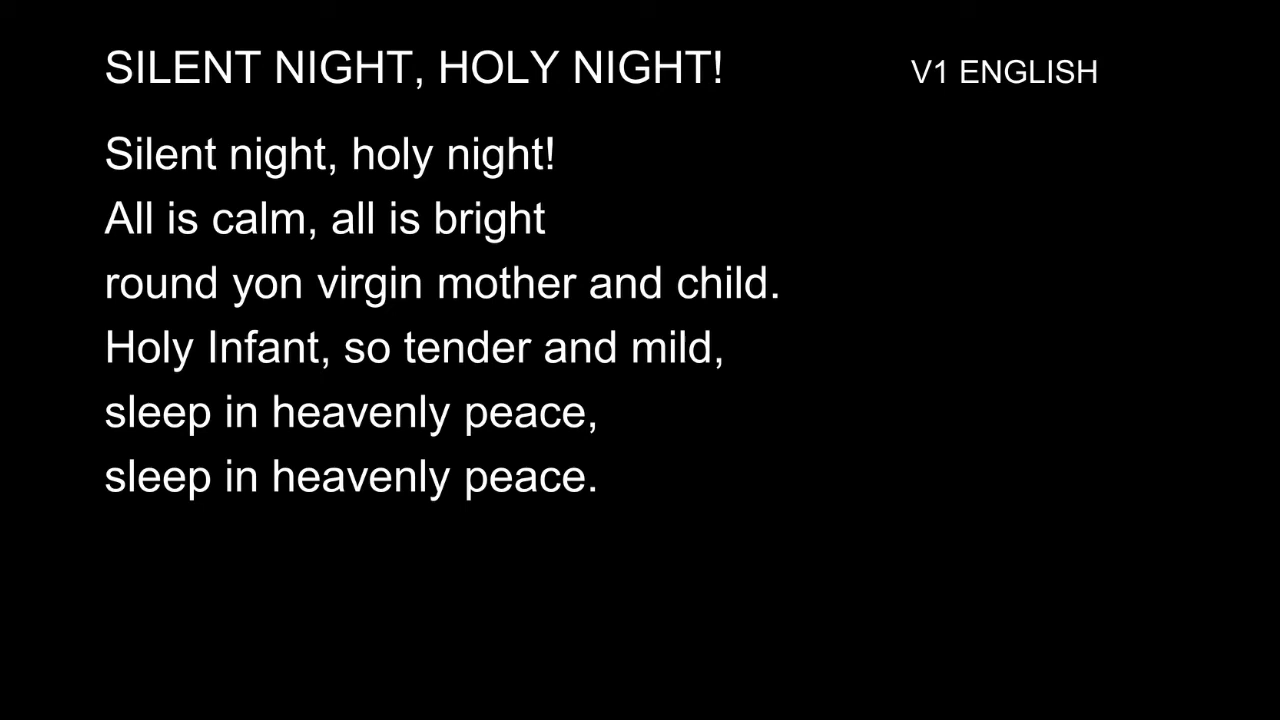 SILENT NIGHT, HOLY NIGHT! V1 ENGLISH
Silent night, holy night!
All is calm, all is bright
round yon virgin mother and child.
Holy Infant, so tender and mild,
sleep in heavenly peace,
sleep in heavenly peace.